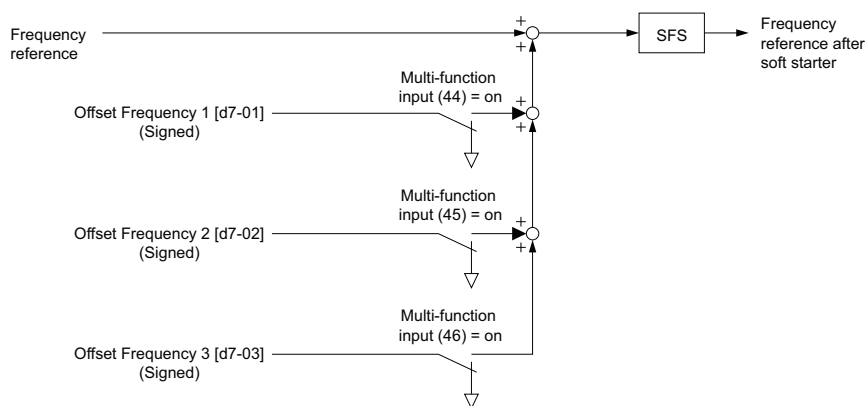 Frequency
reference
+
+
SFS
Frequency
reference after
soft starter
Multi-function
input (44) = on
Offset Frequency 1 [d7-01]
(Signed)
+
+
Multi-function
input (45) = on
Offset Frequency 2 [d7-02]
(Signed)
+
+
Multi-function
input (46) = on
Offset Frequency 3 [d7-03]
(Signed)